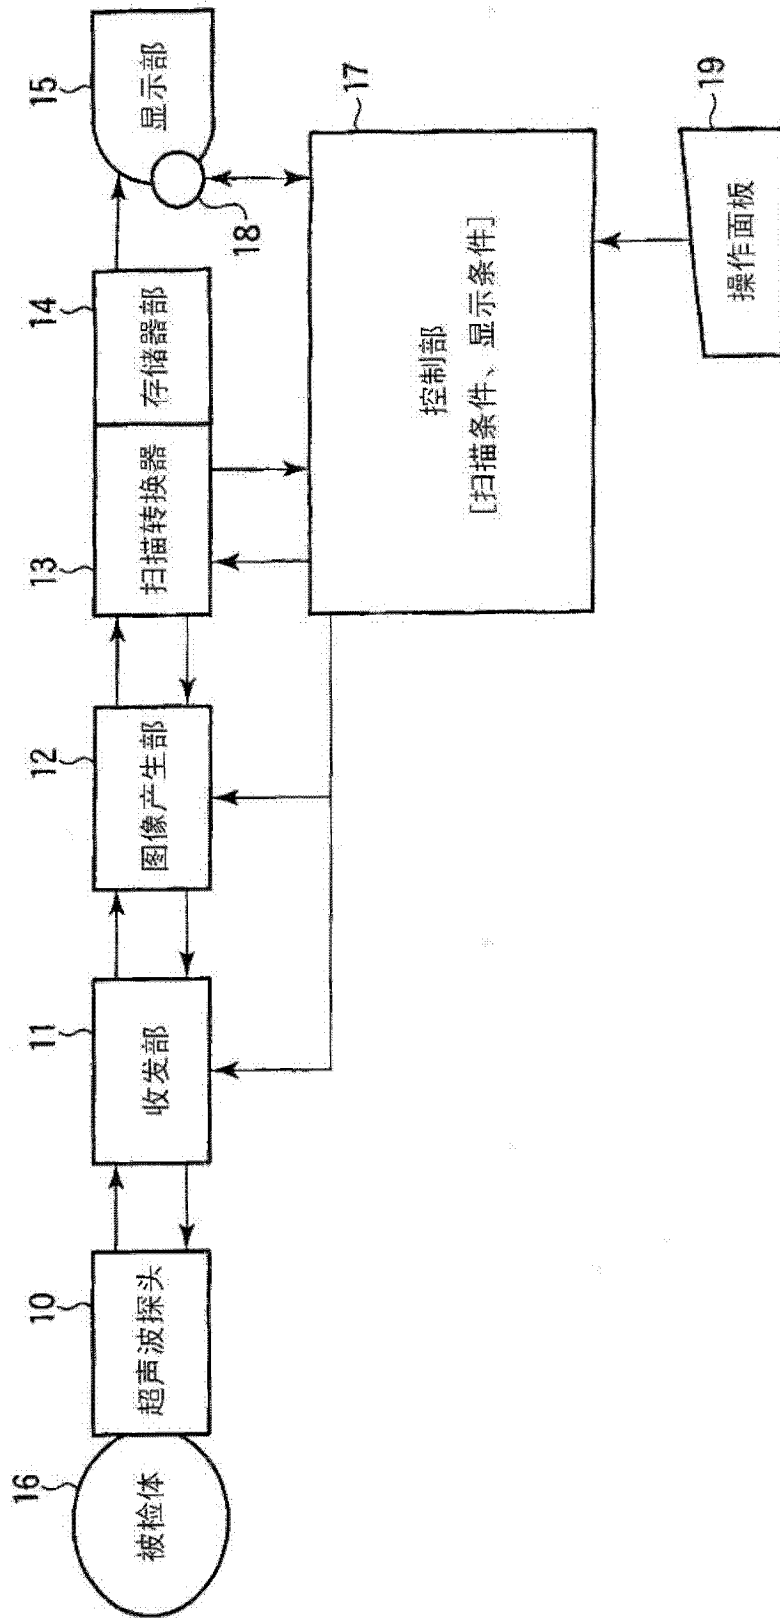 16
被检体
10
超声波探头
11
收发部
12
图像产生部
13
扫描转换器
14
存储器部
15
显示部
18
17
控制部
[扫描条件、显示条件]
19
操作面板